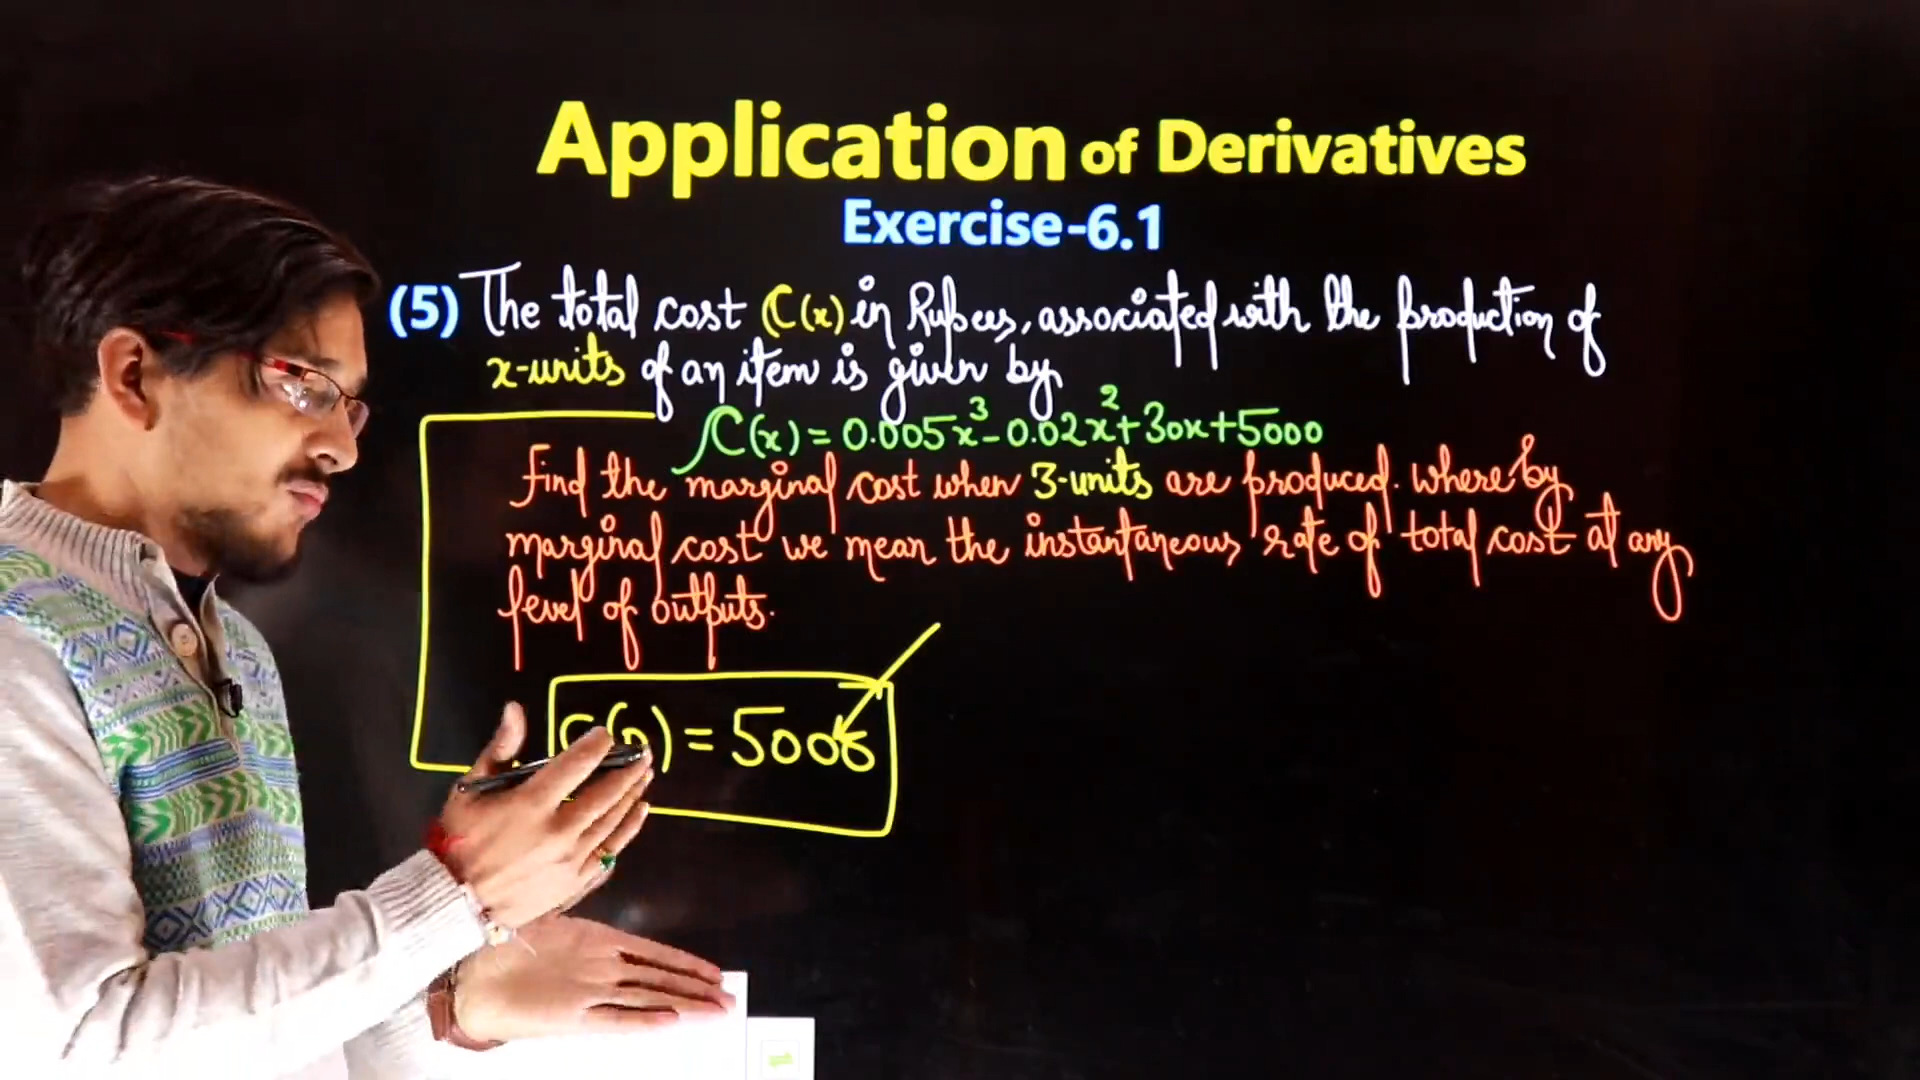 Application of Derivatives
Exercise-6.1
(5) The total cost C(x) in Rupees, associated with the production of
x-units of an item is given by
C(x) = 0.005x³ - 0.02x² + 30x + 5000
Find the marginal cost when 3-units are produced. where by
marginal cost we mean the instantaneous rate of total cost at any
level of outputs.
= 5000